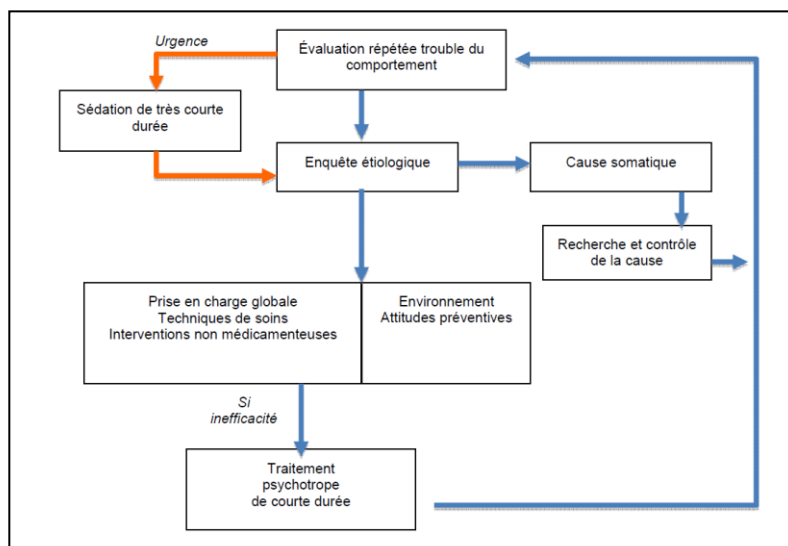 Urgence
Évaluation répétée trouble du
comportement
Sédation de très courte
durée
Enquête étiologique
Cause somatique
Recherche et contrôle
de la cause
Prise en charge globale
Techniques de soins
Interventions non médicamenteuses
Environnement
Attitudes préventives
Si
inefficacité
Traitement
psychotrope
de courte durée